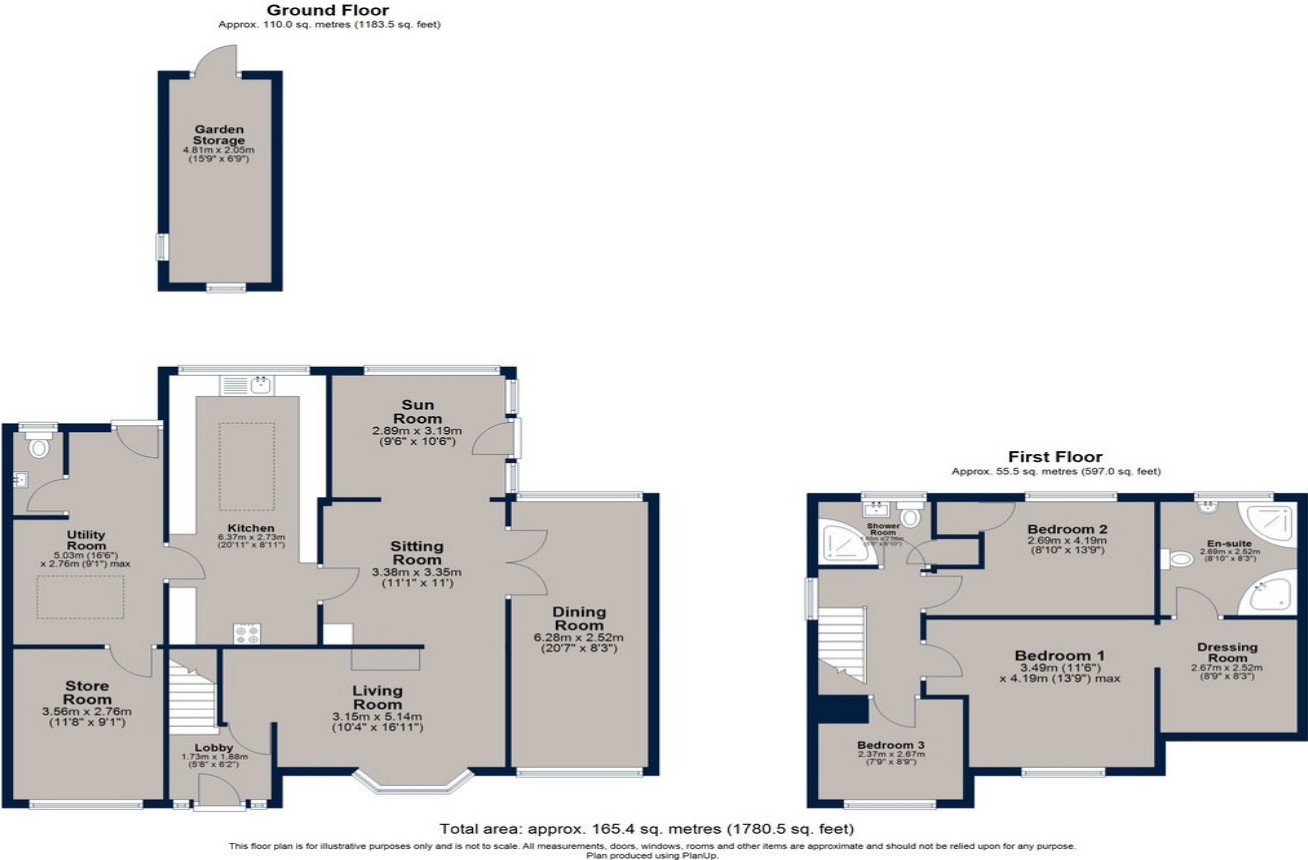 Ground Floor
Approx. 110.0 sq. metres (1183.5 sq. feet)
Garden
Storage
4.81m x 2.05m
(15'9" x 6'9")
Sun
Room
2.89m x 3.19m
(9'6" x 10'6")
Utility
Room
5.03m (16'6")
x 2.76m (9'1") max
Kitchen
6.37m x 2.73m
(20'11" x 8'11")
Sitting
Room
3.38m x 3.35m
(11'1" x 11')
Dining
Room
6.28m x 2.52m
(20'7" x 8'3")
Store
Room
3.56m x 2.76m
(11'8" x 9'1")
Living
Room
3.15m x 5.14m
(10'4" x 16'11")
Lobby
1.73m x 1.88m
(5'8" x 6'2")
First Floor
Approx. 55.5 sq. metres (597.0 sq. feet)
Shower
Room
Bedroom 2
2.69m x 4.19m
(8'10" x 13'9")
En-suite
2.69m x 2.52m
(8'10" x 8'3")
Bedroom 1
3.49m (11'6")
x 4.19m (13'9") max
Dressing
Room
2.67m x 2.52m
(8'9" x 8'3")
Bedroom 3
2.37m x 2.67m
(7'9" x 8'9")
Total area: approx. 165.4 sq. metres (1780.5 sq. feet)
This floor plan is for illustrative purposes only and is not to scale. All measurements, doors, windows, rooms and other items are approximate and should not be relied upon for any purpose.
Plan produced using PlanUp.